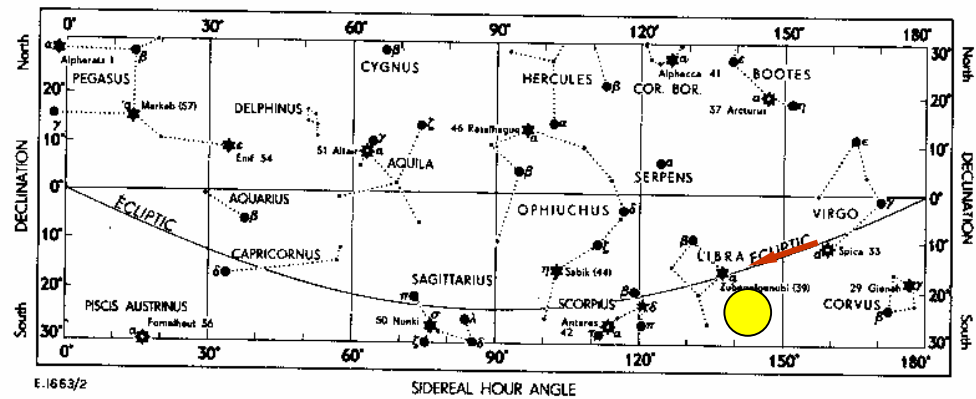 0° 30° 60° 90° 120° 150° 180°
North
North
α
Alpheratz 1
β
PEGASUS
β
CYGNUS
HERCULES
β
α
Alphecca 41
COR. BOR.
ε
BOOTES
30°
20°
α
Markab (57)
DELPHINUS
α
37 Arcturus
η
20°
γ
γ
ζ
46 Rasalhague
α
α
10°
ε
Enif 54
51 Altair
α
AQUILA
β
α
SERPENS
ε
10°
DECLINATION
DECLINATION
0°
0°
ECLIPTIC
AQUARIUS
β
OPHIUCHUS
δ
VIRGO
γ
10°
CAPRICORNUS
ζ
β
LIBRA
ECLIPTIC
α
Spica 33
10°
δ
SAGITTARIUS
η
Sabik (44)
α
Zubenelgenubi (39)
29 Gienah
γ
20°
π
SCORPIUS
β
δ
CORVUS
β
20°
PISCIS AUSTRINUS
α
Fomalhaut 56
σ
50 Nunki
λ
Antares
42
α
π
South
South
30°
ζ
δ
30°
0° 30° 60° 90° 120° 150° 180°
E.1663/2
SIDEREAL HOUR ANGLE